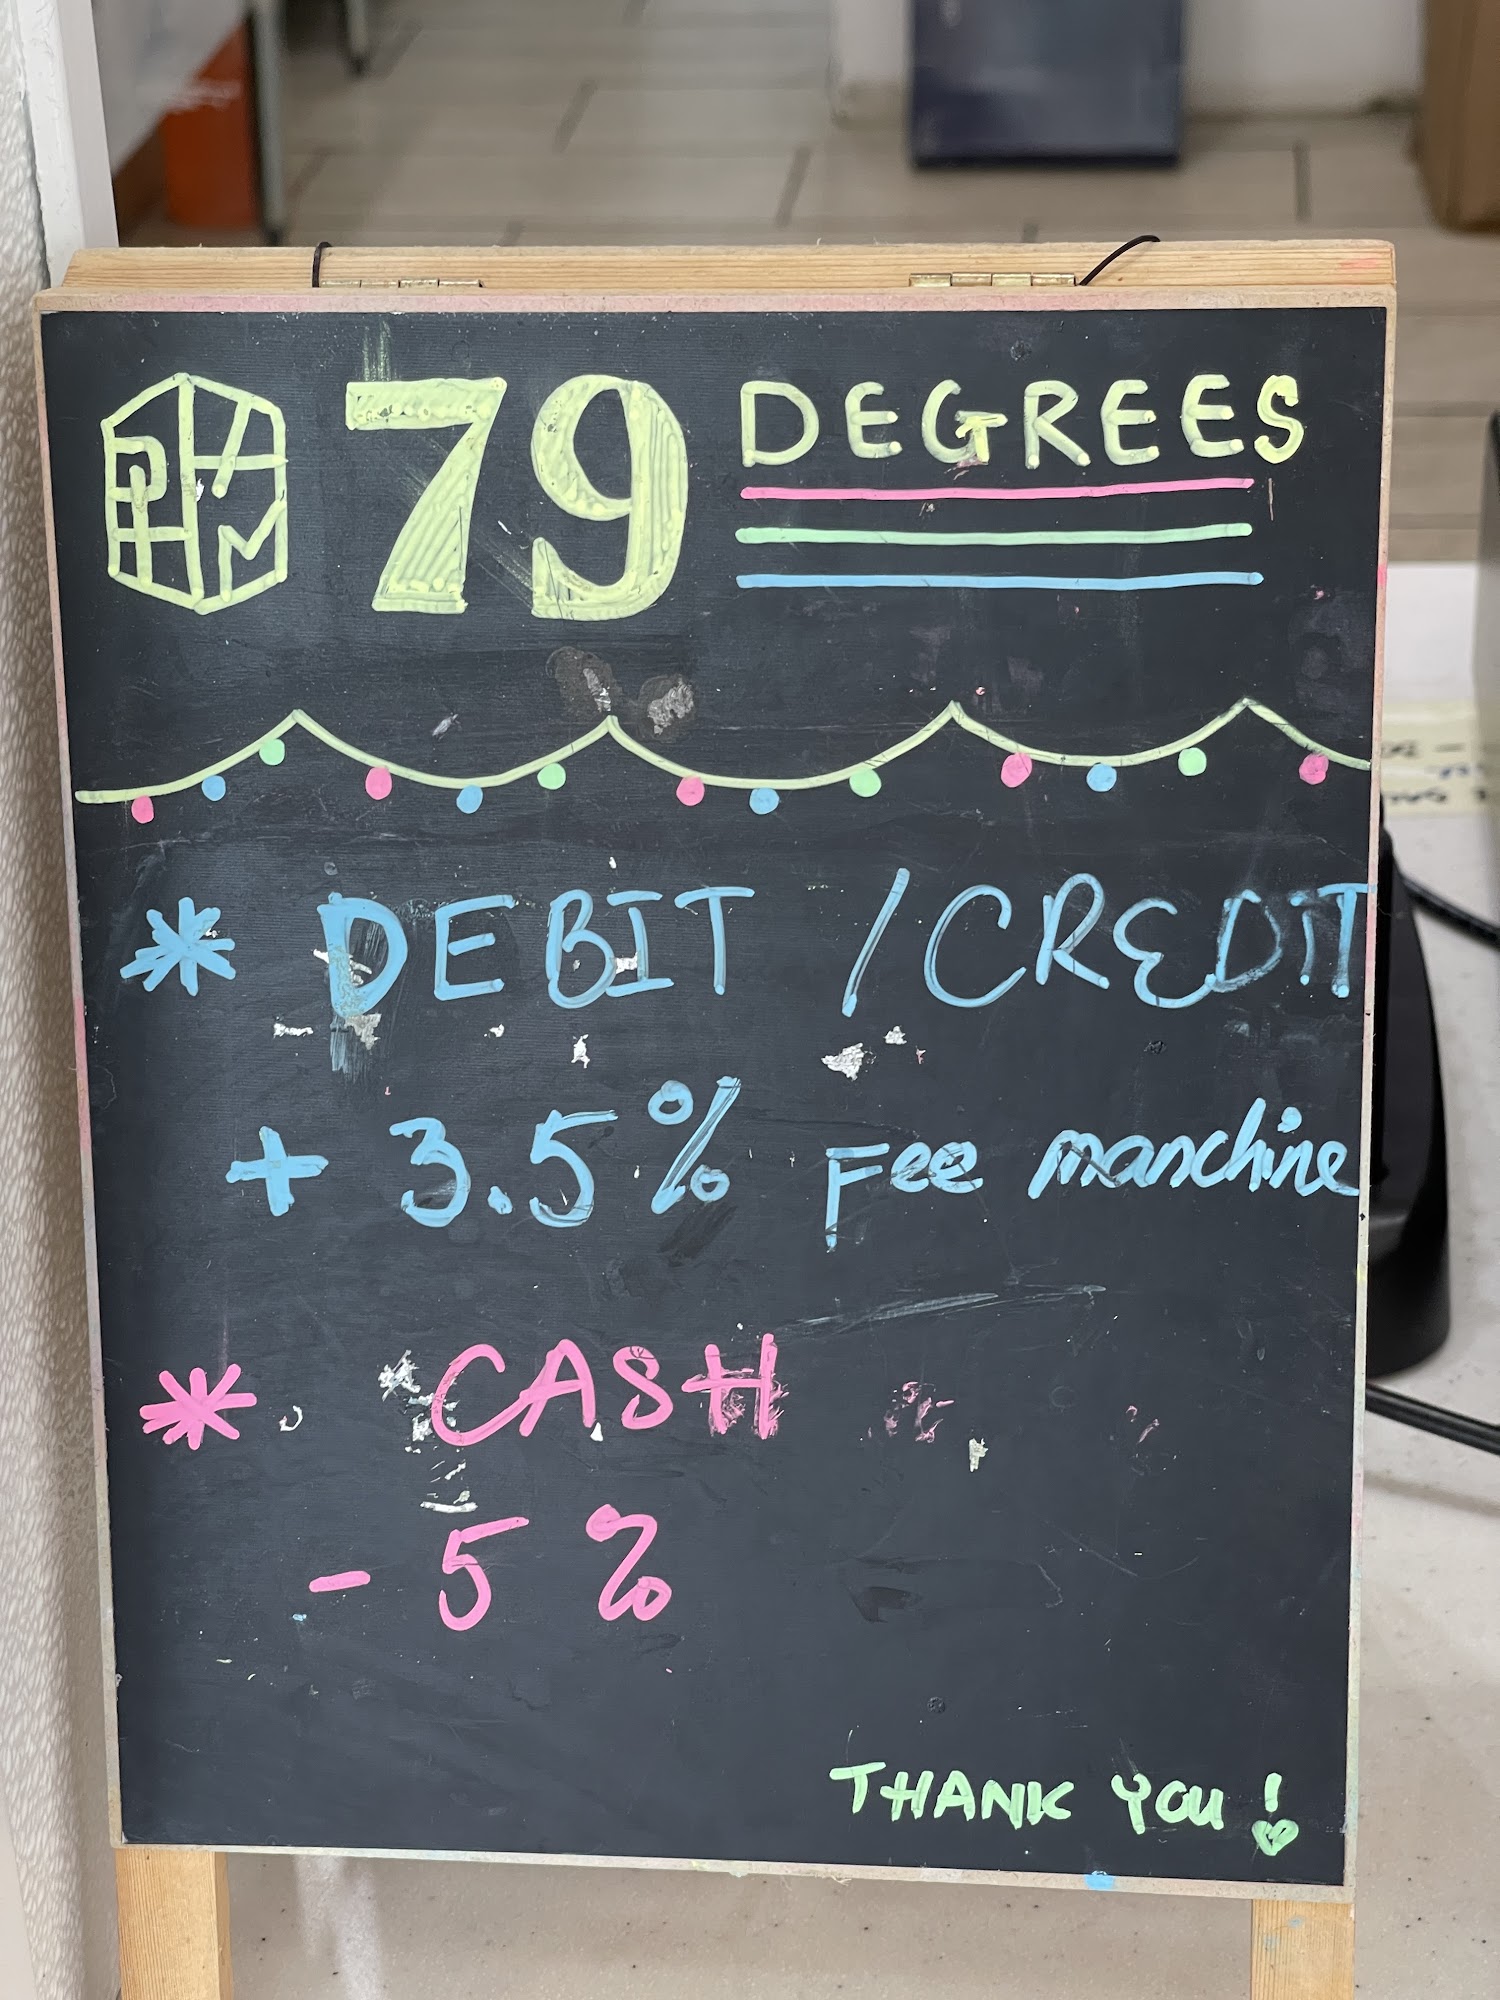 79 DEGREES
* DEBIT / CREDIT
+ 3.5% Fee manchine
* CASH
- 5%
THANK YOU!